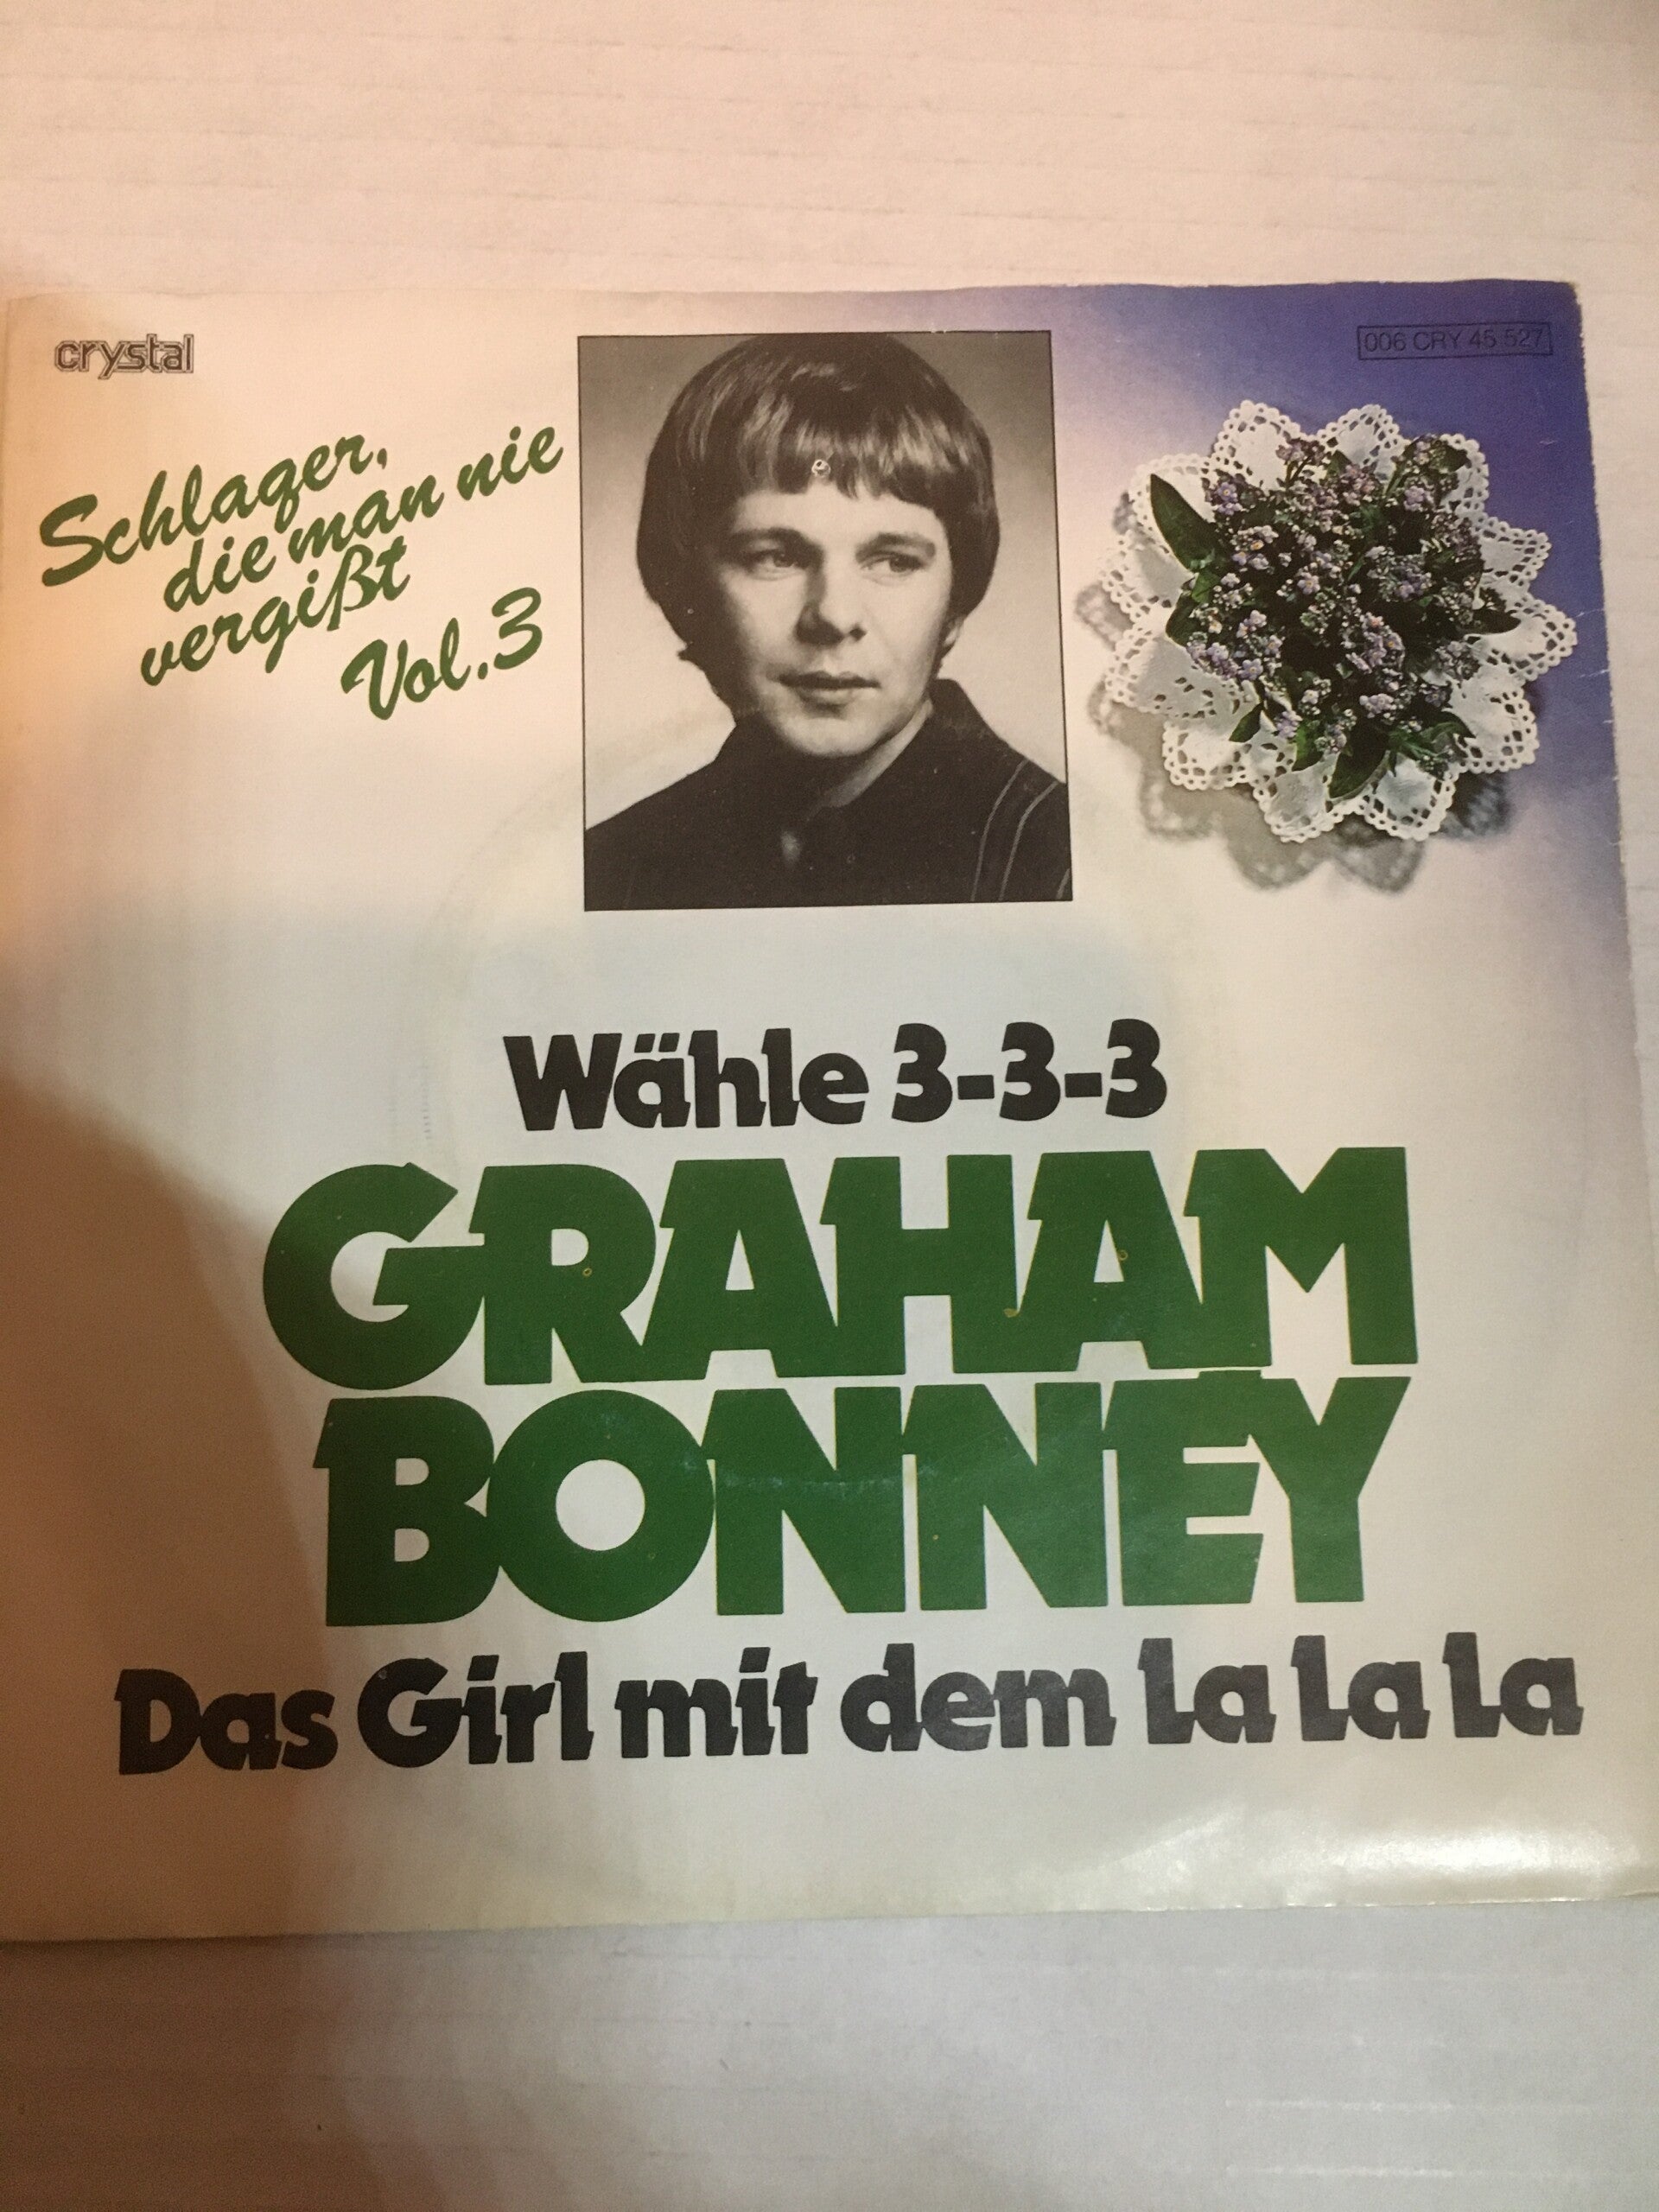 crystal
006 CRY 45 527
Schlager,
die man nie
vergißt
Vol.3
Wähle 3-3-3
GRAHAM
BONNEY
Das Girl mit dem La La La